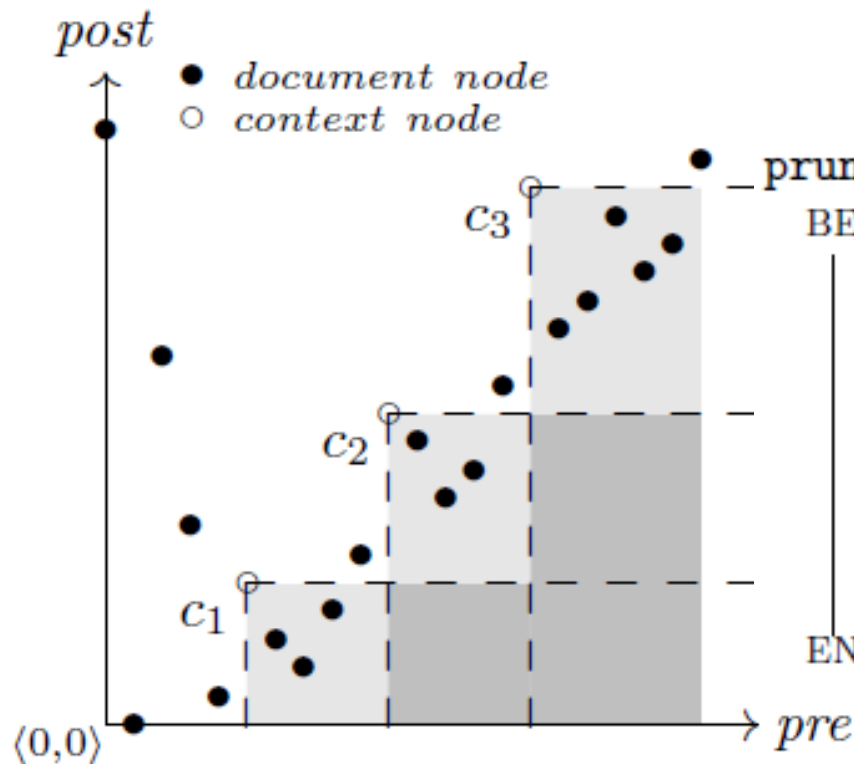 post
document node
context node
prun
c3
BE
c2
c1
EN
⟨0,0⟩
pre